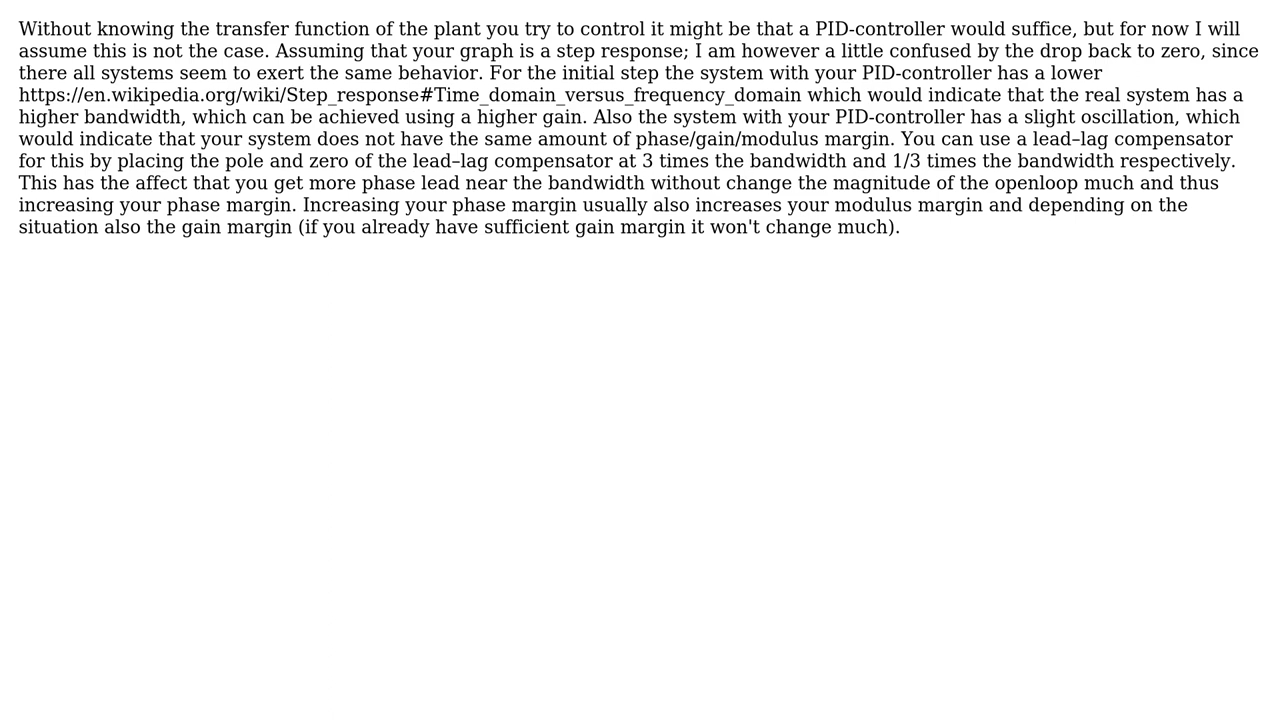 Without knowing the transfer function of the plant you try to control it might be that a PID-controller would suffice, but for now I will
assume this is not the case. Assuming that your graph is a step response; I am however a little confused by the drop back to zero, since
there all systems seem to exert the same behavior. For the initial step the system with your PID-controller has a lower
https://en.wikipedia.org/wiki/Step_response#Time_domain_versus_frequency_domain which would indicate that the real system has a
higher bandwidth, which can be achieved using a higher gain. Also the system with your PID-controller has a slight oscillation, which
would indicate that your system does not have the same amount of phase/gain/modulus margin. You can use a lead–lag compensator
for this by placing the pole and zero of the lead–lag compensator at 3 times the bandwidth and 1/3 times the bandwidth respectively.
This has the affect that you get more phase lead near the bandwidth without change the magnitude of the openloop much and thus
increasing your phase margin. Increasing your phase margin usually also increases your modulus margin and depending on the
situation also the gain margin (if you already have sufficient gain margin it won't change much).